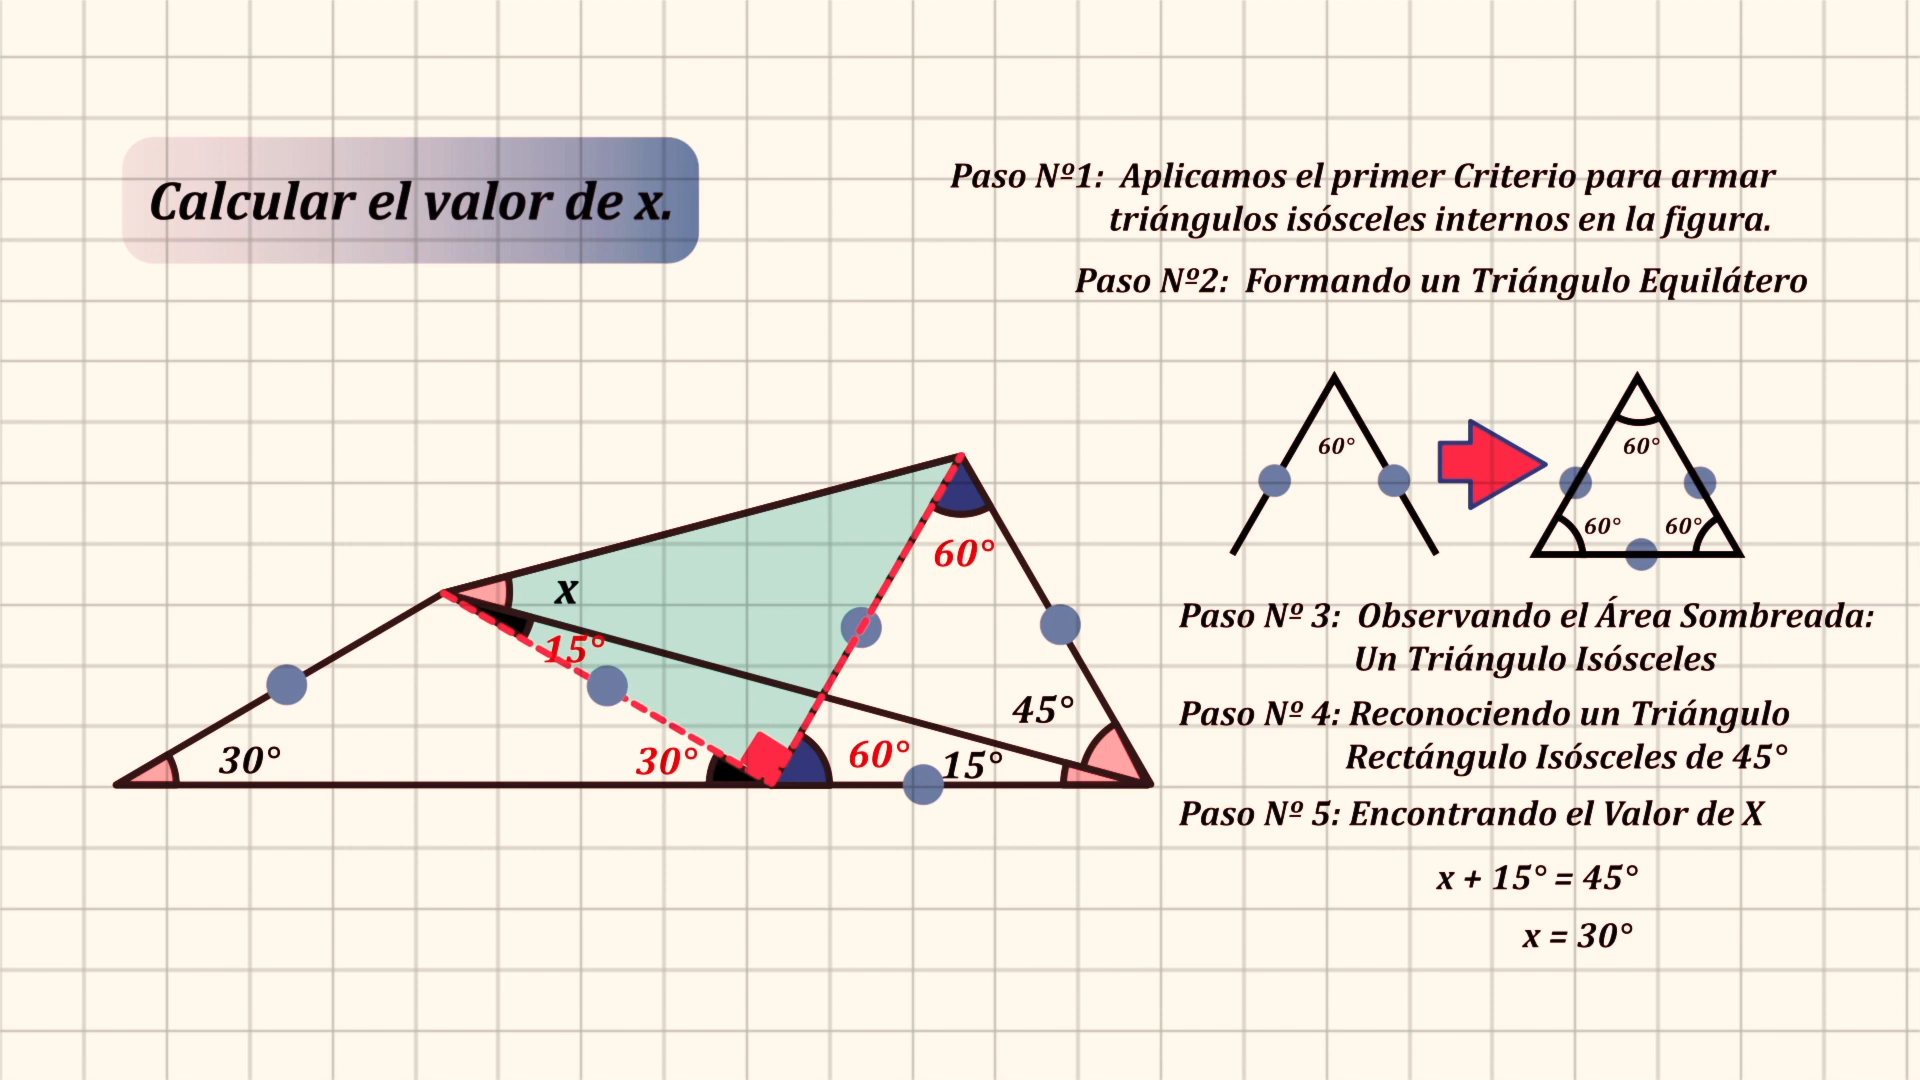 Calcular el valor de x.
Paso Nº1: Aplicamos el primer Criterio para armar
triángulos isósceles internos en la figura.
Paso Nº2: Formando un Triángulo Equilátero
60°
60°
60°
60°
Paso Nº 3: Observando el Área Sombreada:
Un Triángulo Isósceles
Paso Nº 4: Reconociendo un Triángulo
Rectángulo Isósceles de 45°
Paso Nº 5: Encontrando el Valor de X
x + 15° = 45°
x = 30°
60°
x
15°
45°
30°
30°
60°
15°